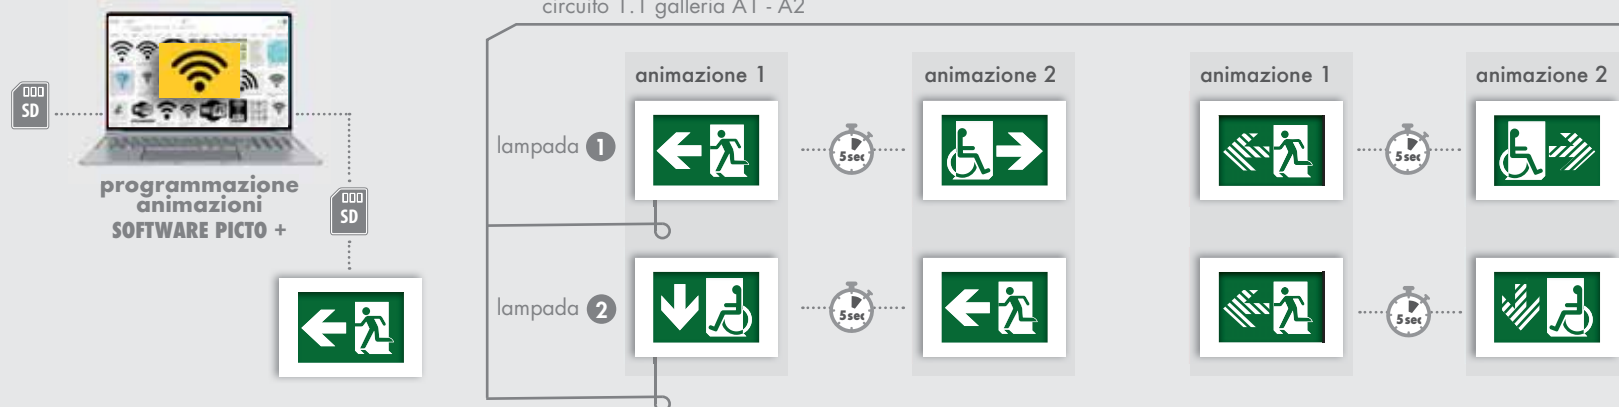 circuito 1.1 galleria A1 - A2
SD
programmazione
animazioni
SOFTWARE PICTO +
SD
animazione 1
animazione 2
animazione 1
animazione 2
lampada 1
5sec
5sec
lampada 2
5sec
5sec